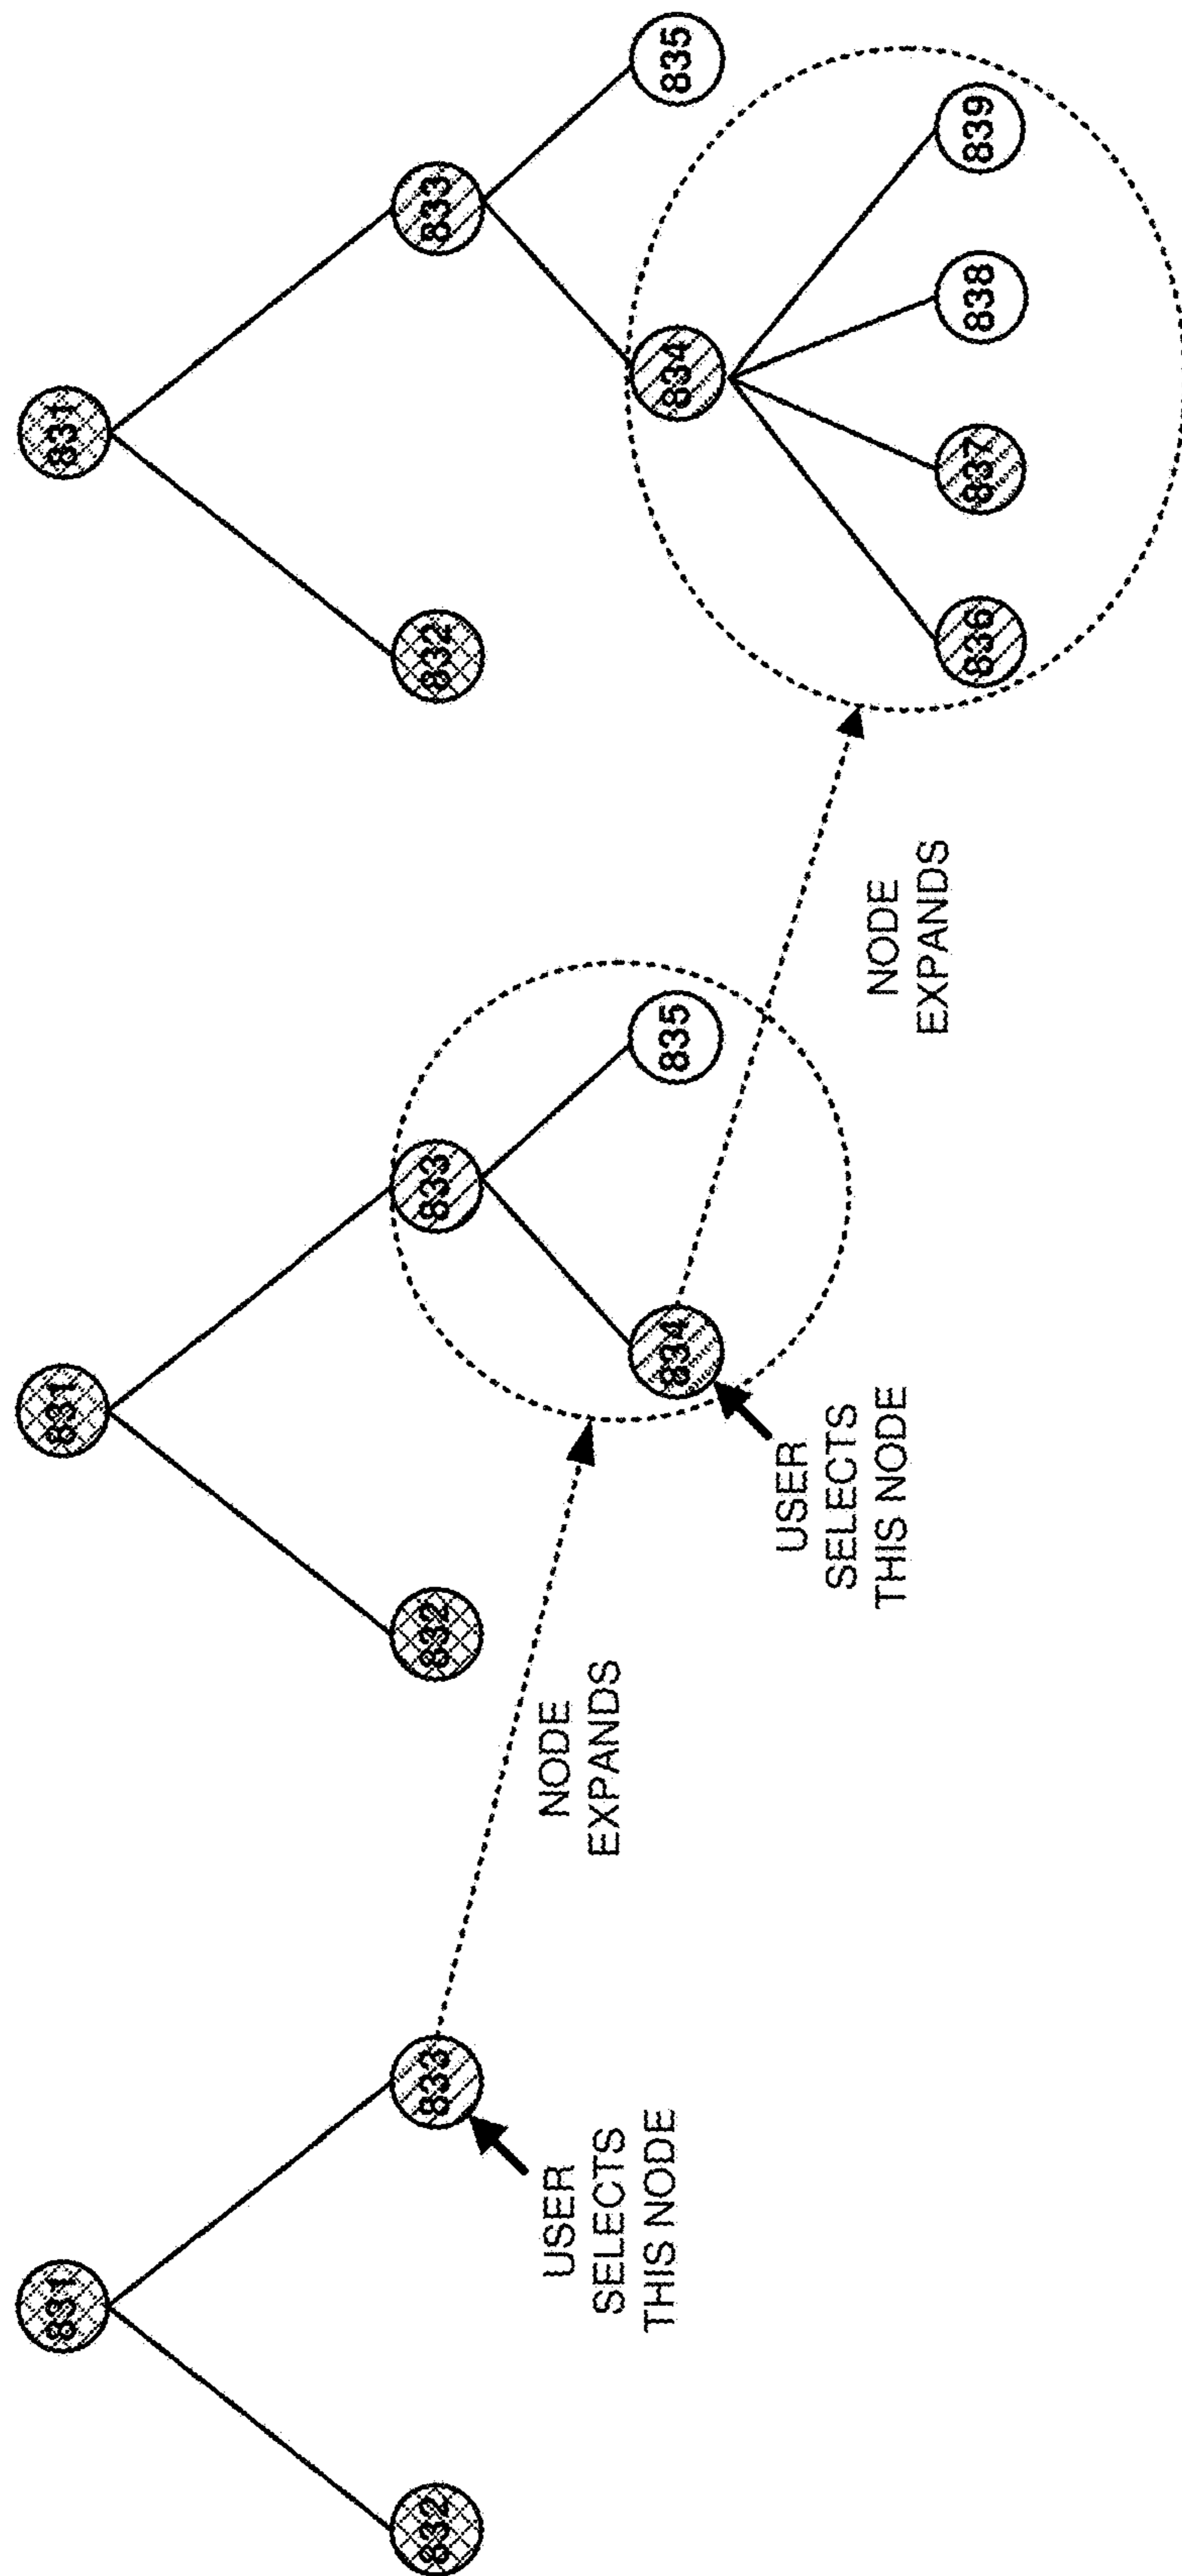 831
832
833
USER
SELECTS
THIS NODE
NODE
EXPANDS
831
832
833
834
835
USER
SELECTS
THIS NODE
NODE
EXPANDS
831
832
833
834
835
836
837
838
839